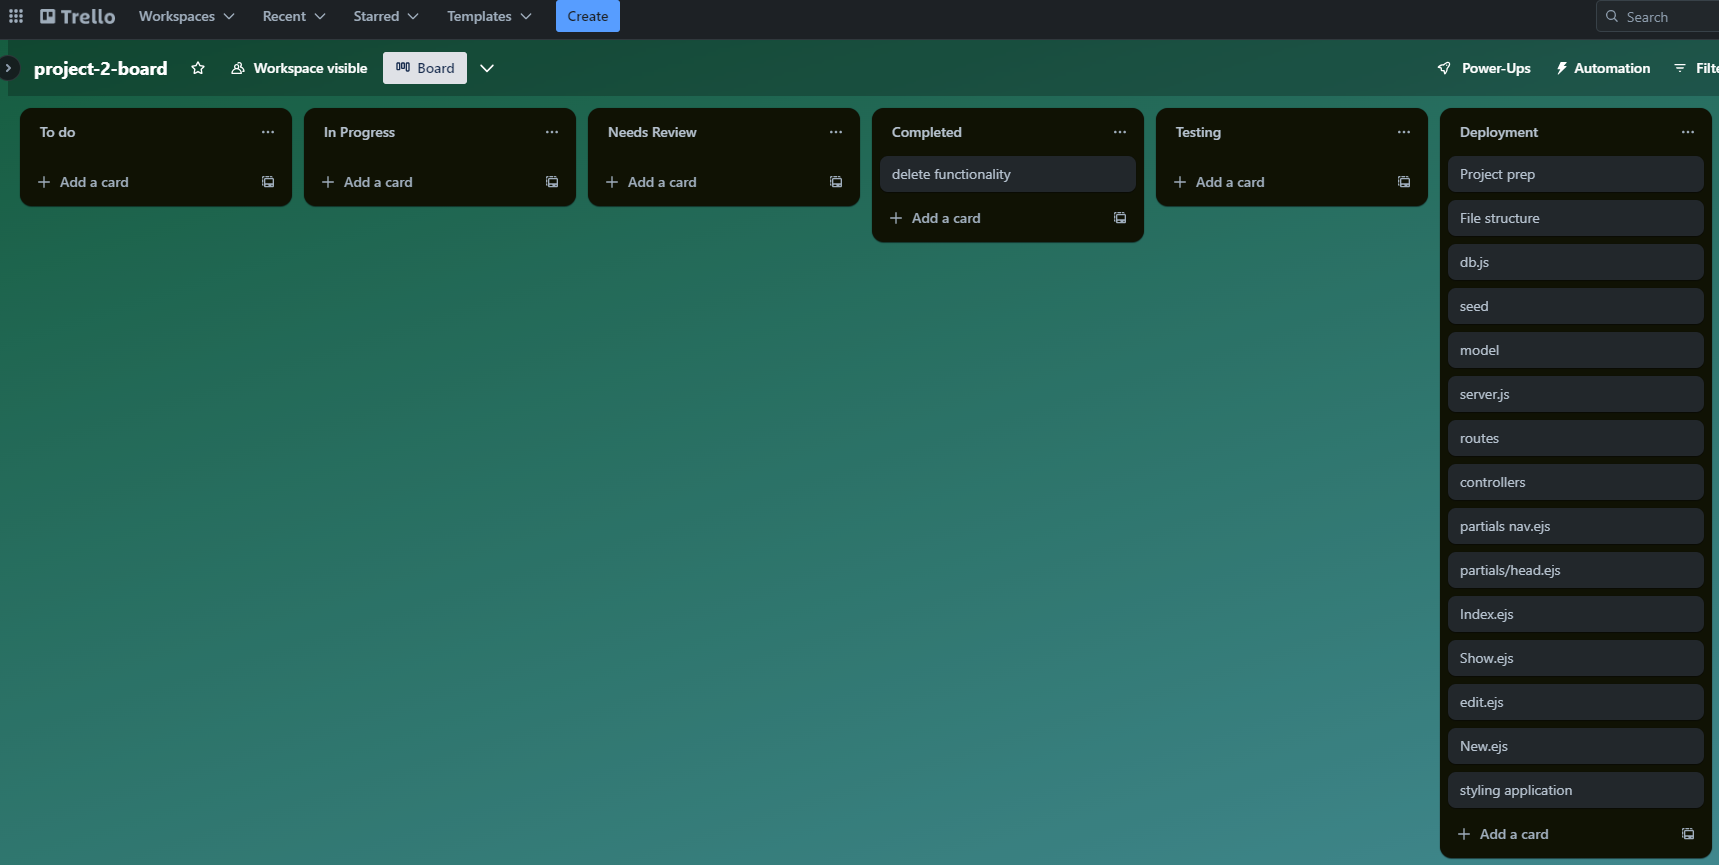 Trello Workspaces Recent Starred Templates Create Search
project-2-board Workspace visible Board Power-Ups Automation
To do
Add a card
In Progress
Add a card
Needs Review
Add a card
Completed
delete functionality
Add a card
Testing
Add a card
Deployment
Project prep
File structure
db.js
seed
model
server.js
routes
controllers
partials nav.ejs
partials/head.ejs
Index.ejs
Show.ejs
edit.ejs
New.ejs
styling application
Add a card